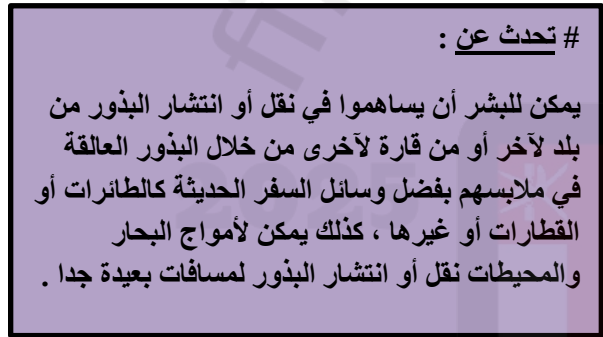 # تحدث عن :
يمكن للبشر أن يساهموا في نقل أو انتشار البذور من
بلد لآخر أو من قارة لآخرى من خلال البذور العالقة
في ملابسهم بفضل وسائل السفر الحديثة كالطائرات أو
القطارات أو غيرها ، كذلك يمكن لأمواج البحار
والمحيطات نقل أو انتشار البذور لمسافات بعيدة جدا .